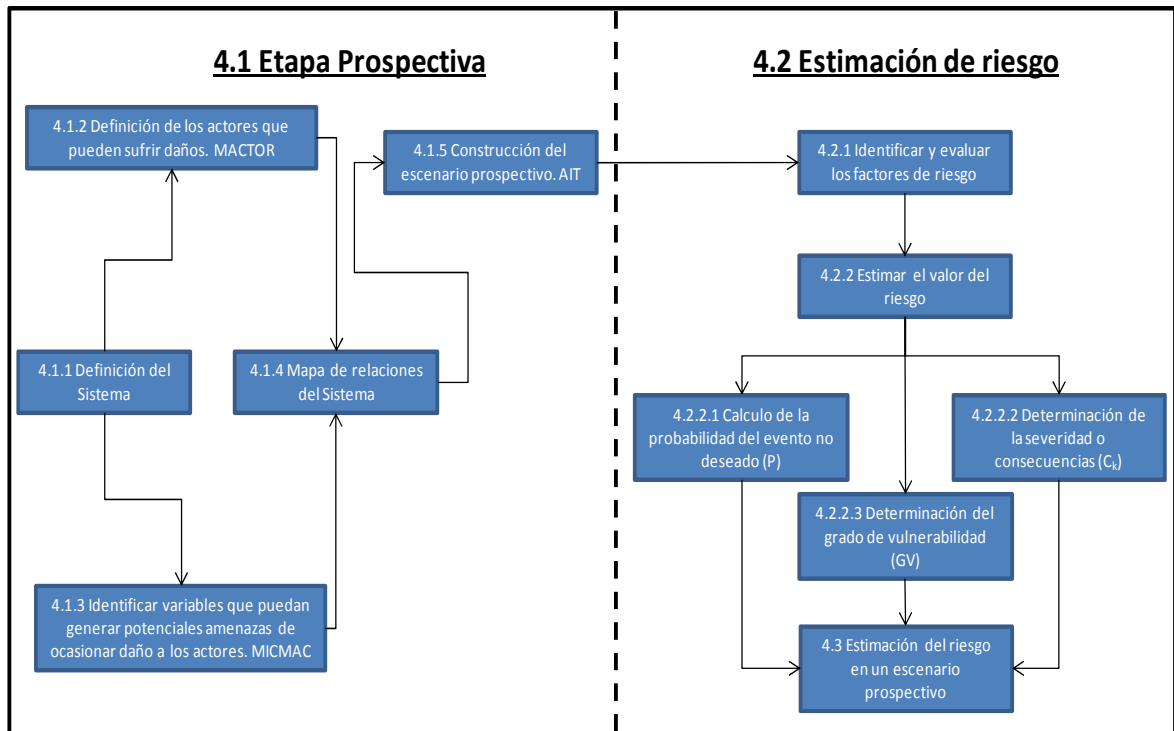 4.1 Etapa Prospectiva
4.1.2 Definición de los actores que
pueden sufrir daños. MACTOR
4.1.5 Construcción del
escenario prospectivo. AIT
4.1.1 Definición del
Sistema
4.1.4 Mapa de relaciones
del Sistema
4.1.3 Identificar variables que puedan
generar potenciales amenazas de
ocasionar daño a los actores. MICMAC
4.2 Estimación de riesgo
4.2.1 Identificar y evaluar
los factores de riesgo
4.2.2 Estimar el valor del
riesgo
4.2.2.1 Calculo de la
probabilidad del evento no
deseado (P)
4.2.2.2 Determinación de
la severidad o
consecuencias (Ck)
4.2.2.3 Determinación del
grado de vulnerabilidad
(GV)
4.3 Estimación del riesgo
en un escenario
prospectivo